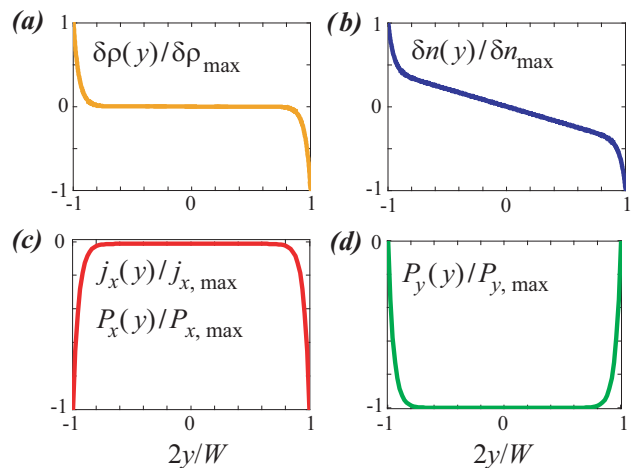 (a)
δρ(y)/δρmax
1
0
-1
-1
0
1
(b)
δn(y)/δnmax
1
0
-1
-1
0
1
(c)
jx(y)/jx, max
Px(y)/Px, max
0
-1
-1
0
1
2y/W
(d)
Py(y)/Py, max
0
-1
-1
0
1
2y/W